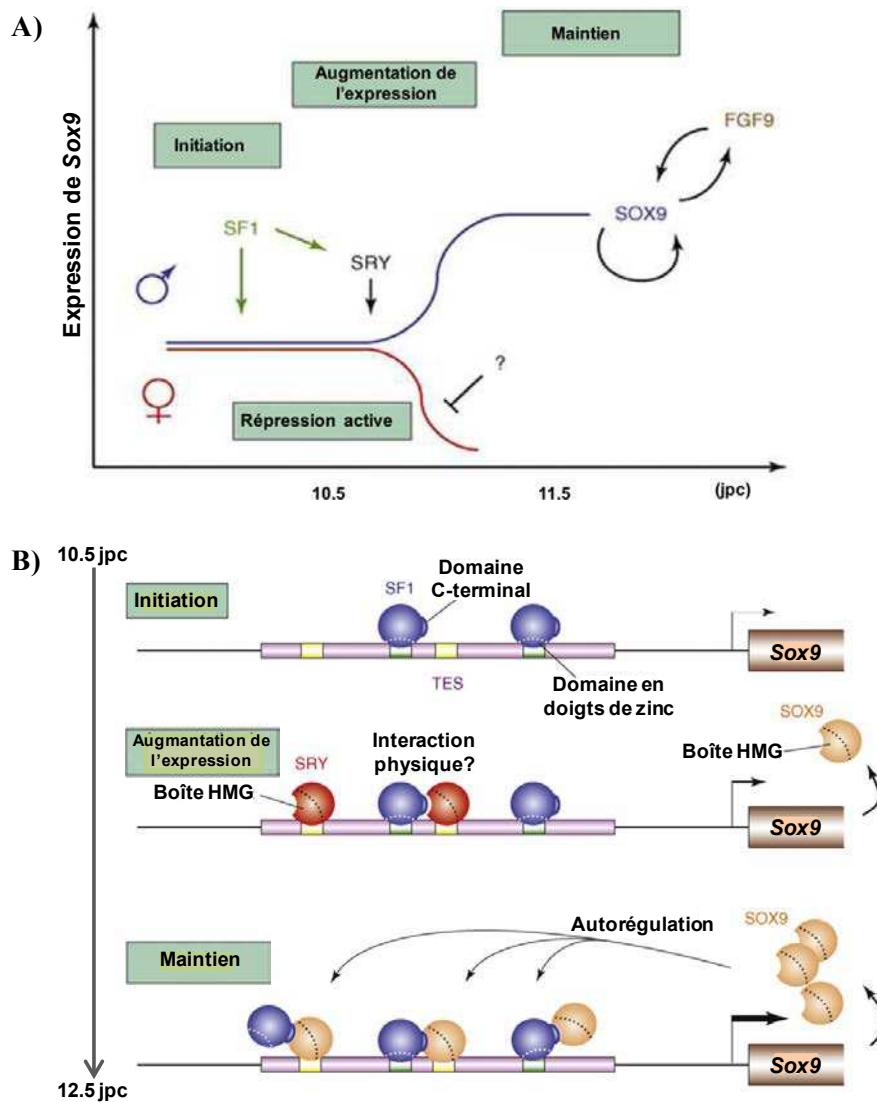 A)
Expression de Sox9
Maintien
Augmentation de
l'expression
Initiation
FGF9
SOX9
SF1
SRY
?
Répression active
10.5
11.5
(jpc)
B)
10.5 jpc
Initiation
SF1
Domaine
C-terminal
TES
Domaine en
doigts de zinc
Sox9
Augmantation de
l'expression
SRY
Boîte HMG
Interaction
physique?
SOX9
Boîte HMG
Sox9
Maintien
Autorégulation
SOX9
Sox9
12.5 jpc